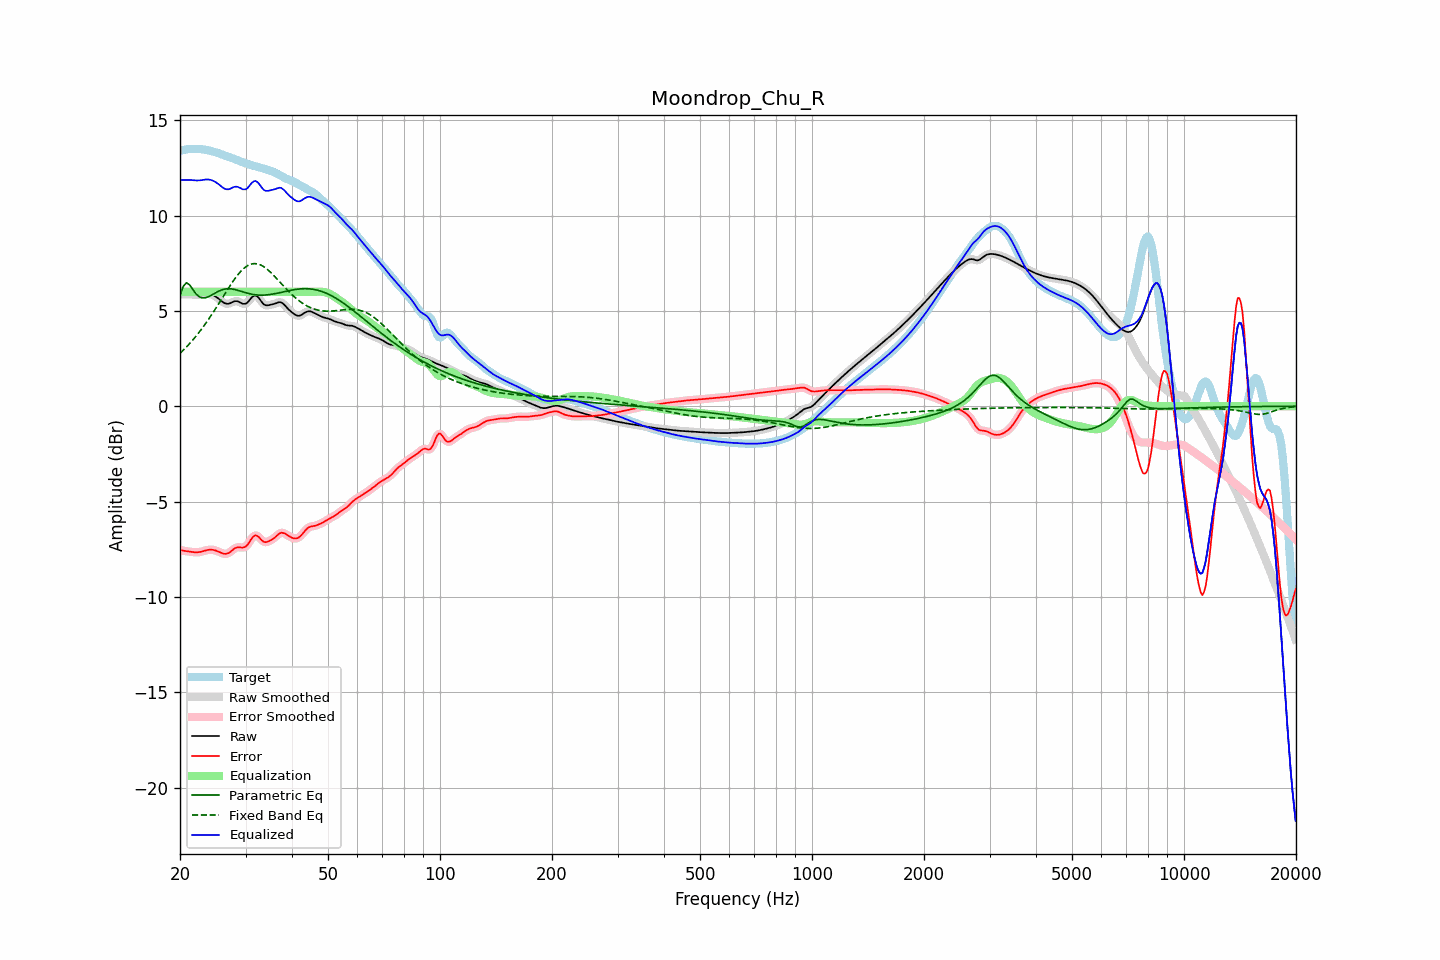 Moondrop_Chu_R
Amplitude (dBr)
15
10
5
0
−5
−10
−15
−20
Target
Raw Smoothed
Error Smoothed
Raw
Error
Equalization
Parametric Eq
Fixed Band Eq
Equalized
20 50 100 200 500 1000 2000 5000 10000 20000
Frequency (Hz)